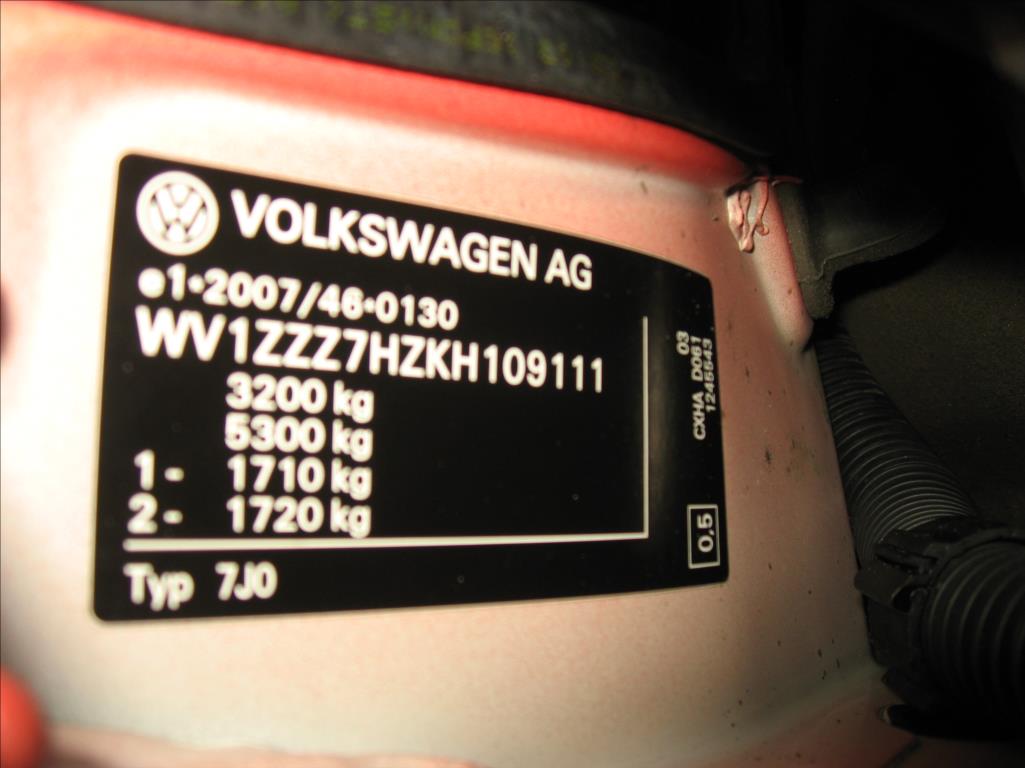 VOLKSWAGEN AG
e1*2007/46*0130
WV1ZZZ7HZKH109111
3200 kg
5300 kg
1- 1710 kg
2- 1720 kg
Typ 7J0
03
CXHA D061
1245543
0.5